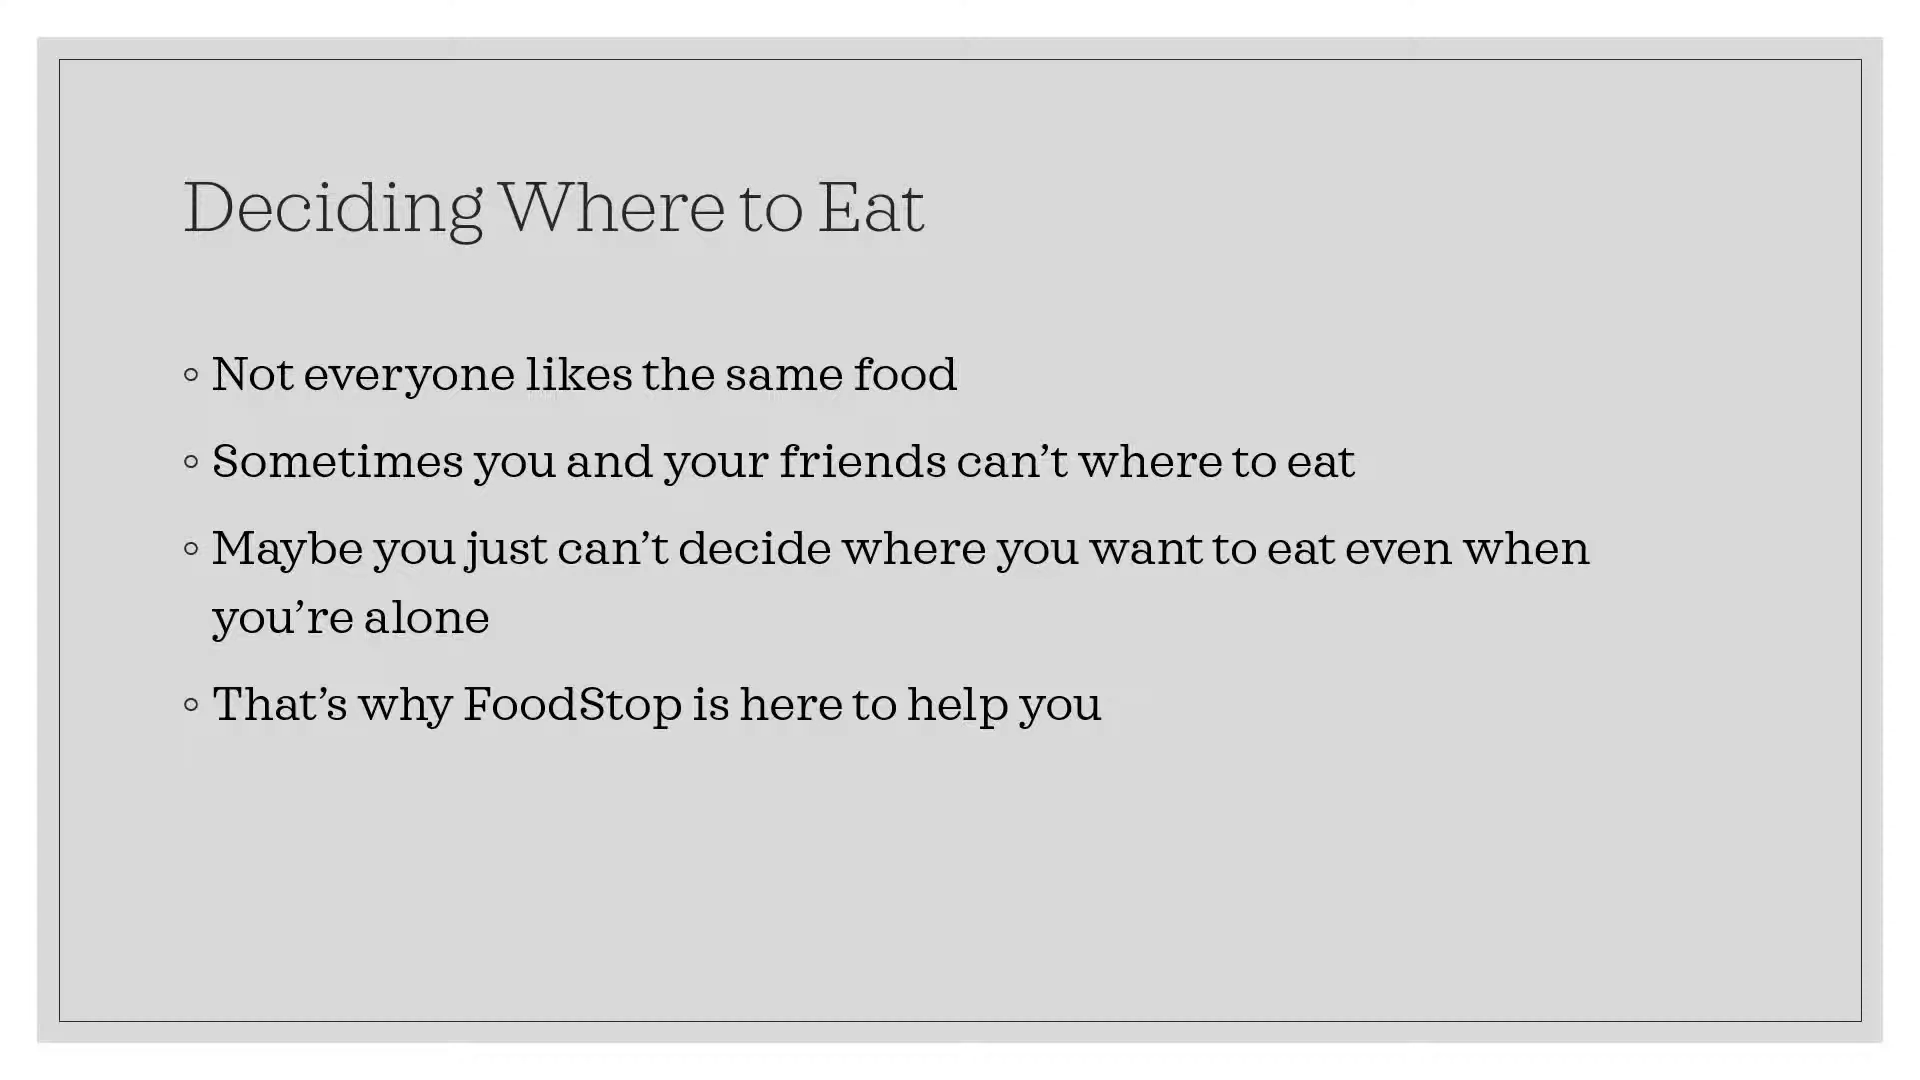 Deciding Where to Eat
◦ Not everyone likes the same food
◦ Sometimes you and your friends can’t where to eat
◦ Maybe you just can’t decide where you want to eat even when
you’re alone
◦ That’s why FoodStop is here to help you